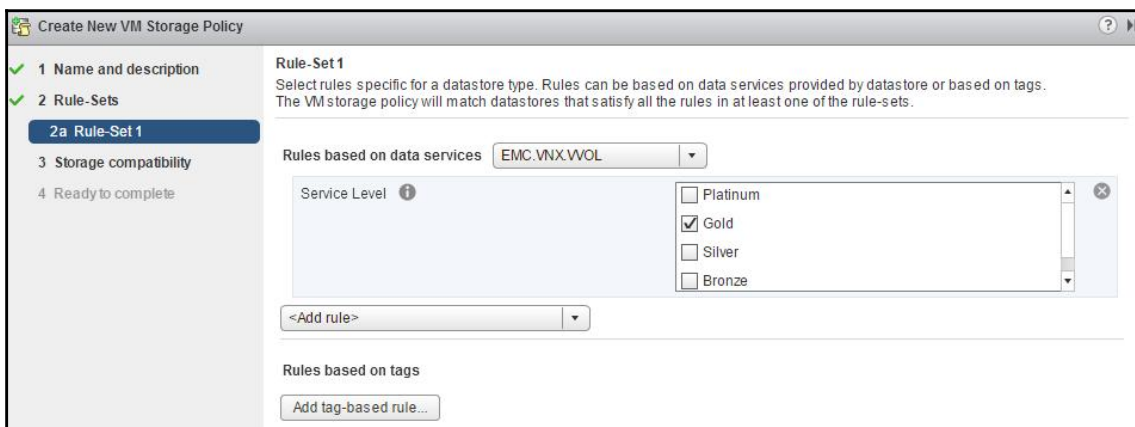 Create New VM Storage Policy
1 Name and description
2 Rule-Sets
2a Rule-Set 1
3 Storage compatibility
4 Ready to complete
Rule-Set 1
Select rules specific for a datastore type. Rules can be based on data services provided by datastore or based on tags.
The VM storage policy will match datastores that satisfy all the rules in at least one of the rule-sets.
Rules based on data services EMC.VNX.VVOL
Service Level
Platinum
Gold
Silver
Bronze
<Add rule>
Rules based on tags
Add tag-based rule...